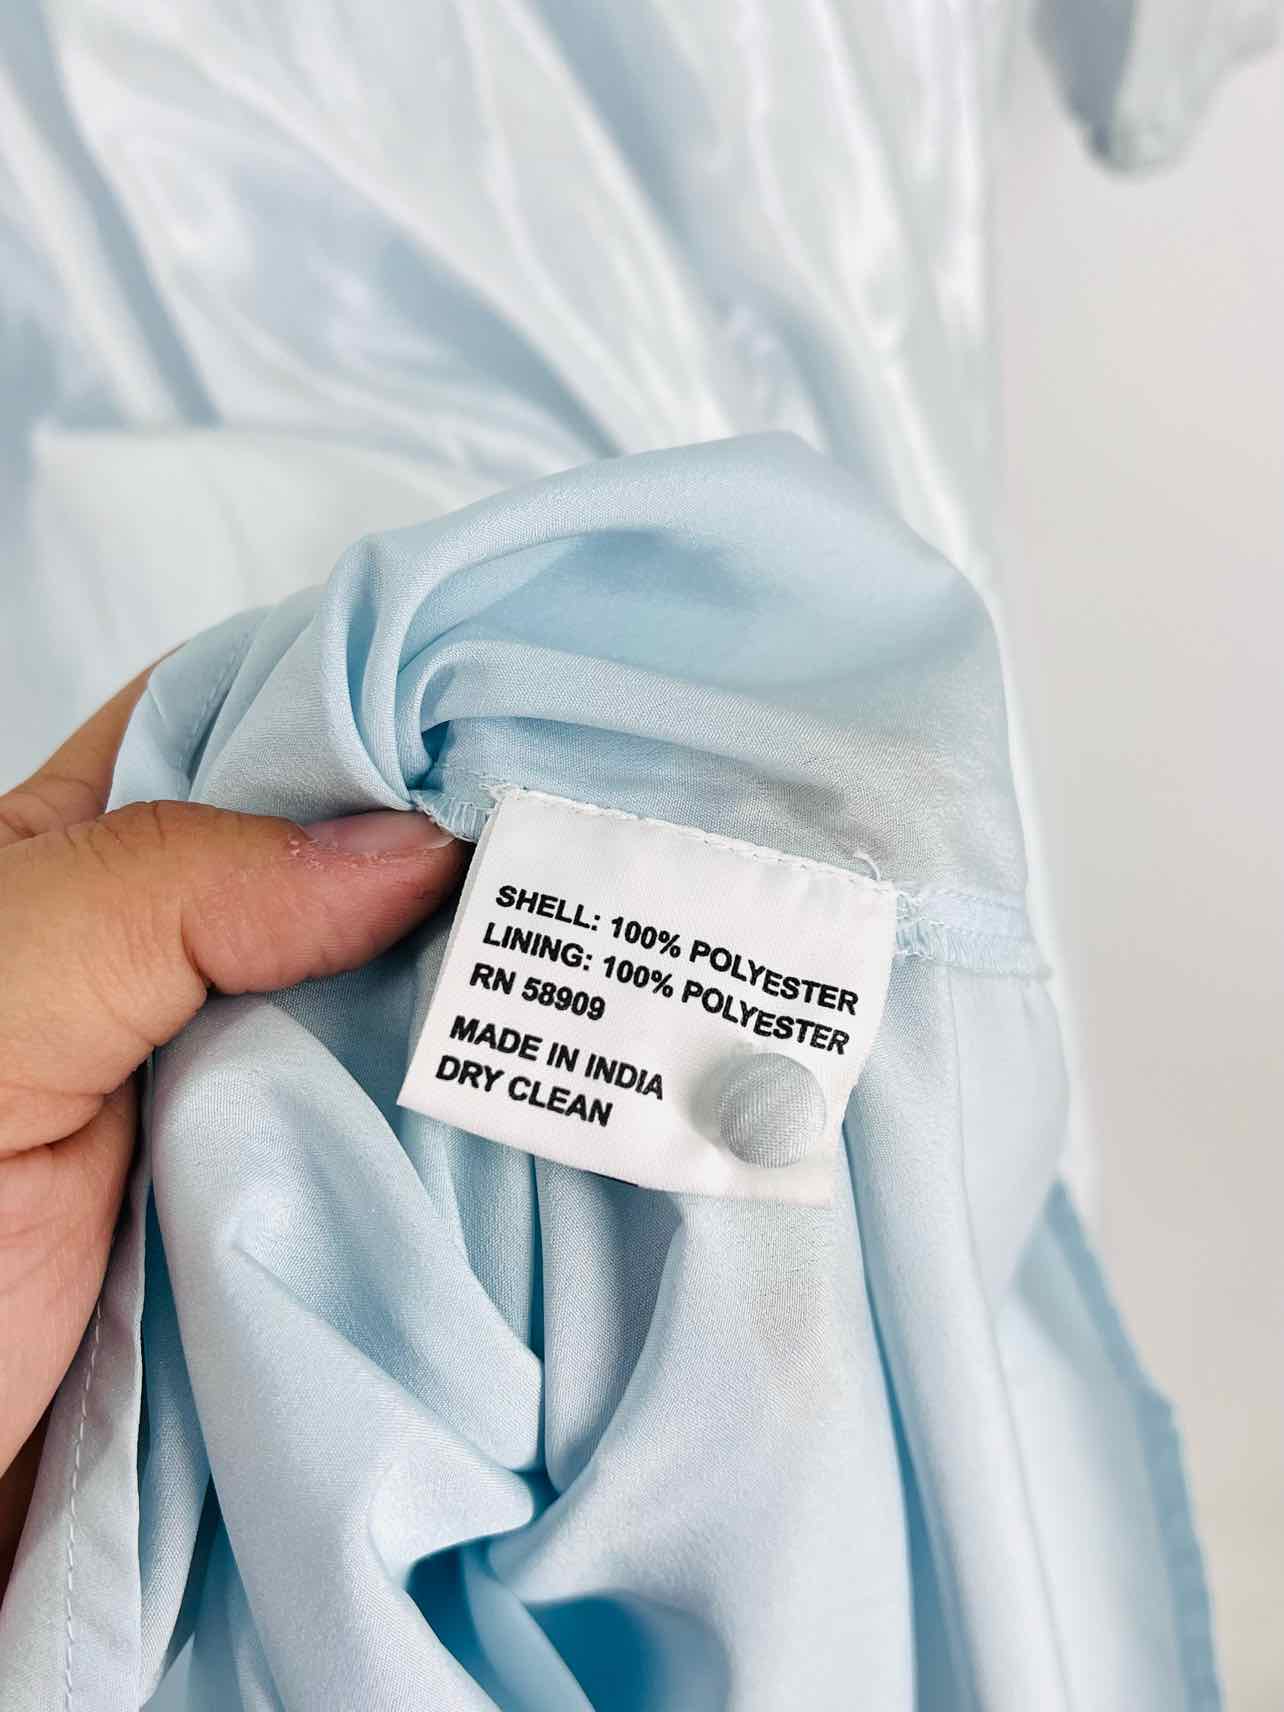 SHELL: 100% POLYESTER
LINING: 100% POLYESTER
RN 58909
MADE IN INDIA
DRY CLEAN